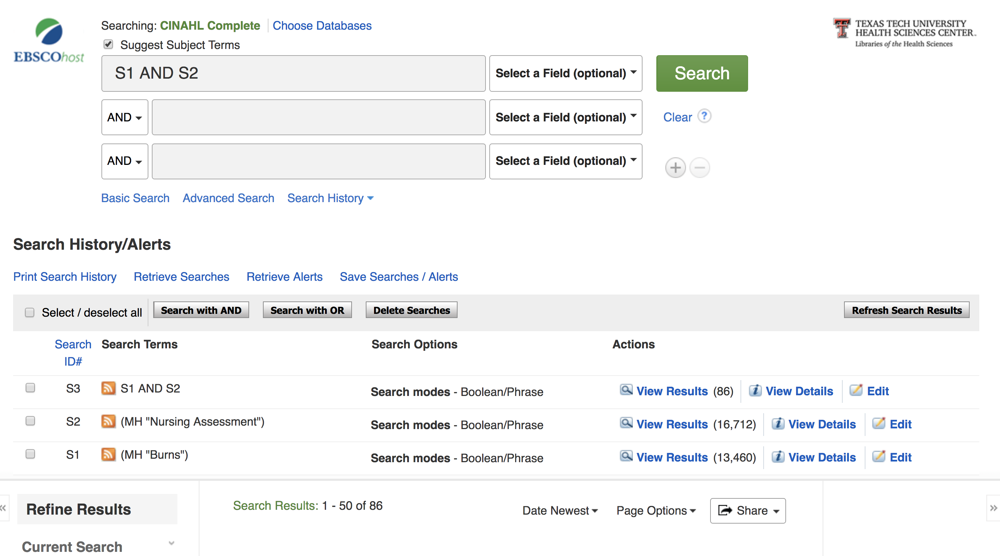 EBSCOhost
Searching: CINAHL Complete Choose Databases
Suggest Subject Terms
TEXAS TECH UNIVERSITY
HEALTH SCIENCES CENTER™
Libraries of the Health Sciences
S1 AND S2 Select a Field (optional) Search
AND Select a Field (optional) Clear ?
AND Select a Field (optional)
Basic Search Advanced Search Search History
Search History/Alerts
Print Search History Retrieve Searches Retrieve Alerts Save Searches / Alerts
Select / deselect all Search with AND Search with OR Delete Searches Refresh Search Results
Search ID# Search Terms Search Options Actions
S3 S1 AND S2 Search modes - Boolean/Phrase View Results (86) View Details Edit
S2 (MH "Nursing Assessment") Search modes - Boolean/Phrase View Results (16,712) View Details Edit
S1 (MH "Burns") Search modes - Boolean/Phrase View Results (13,460) View Details Edit
« Refine Results Search Results: 1 - 50 of 86 Date Newest Page Options Share »
Current Search